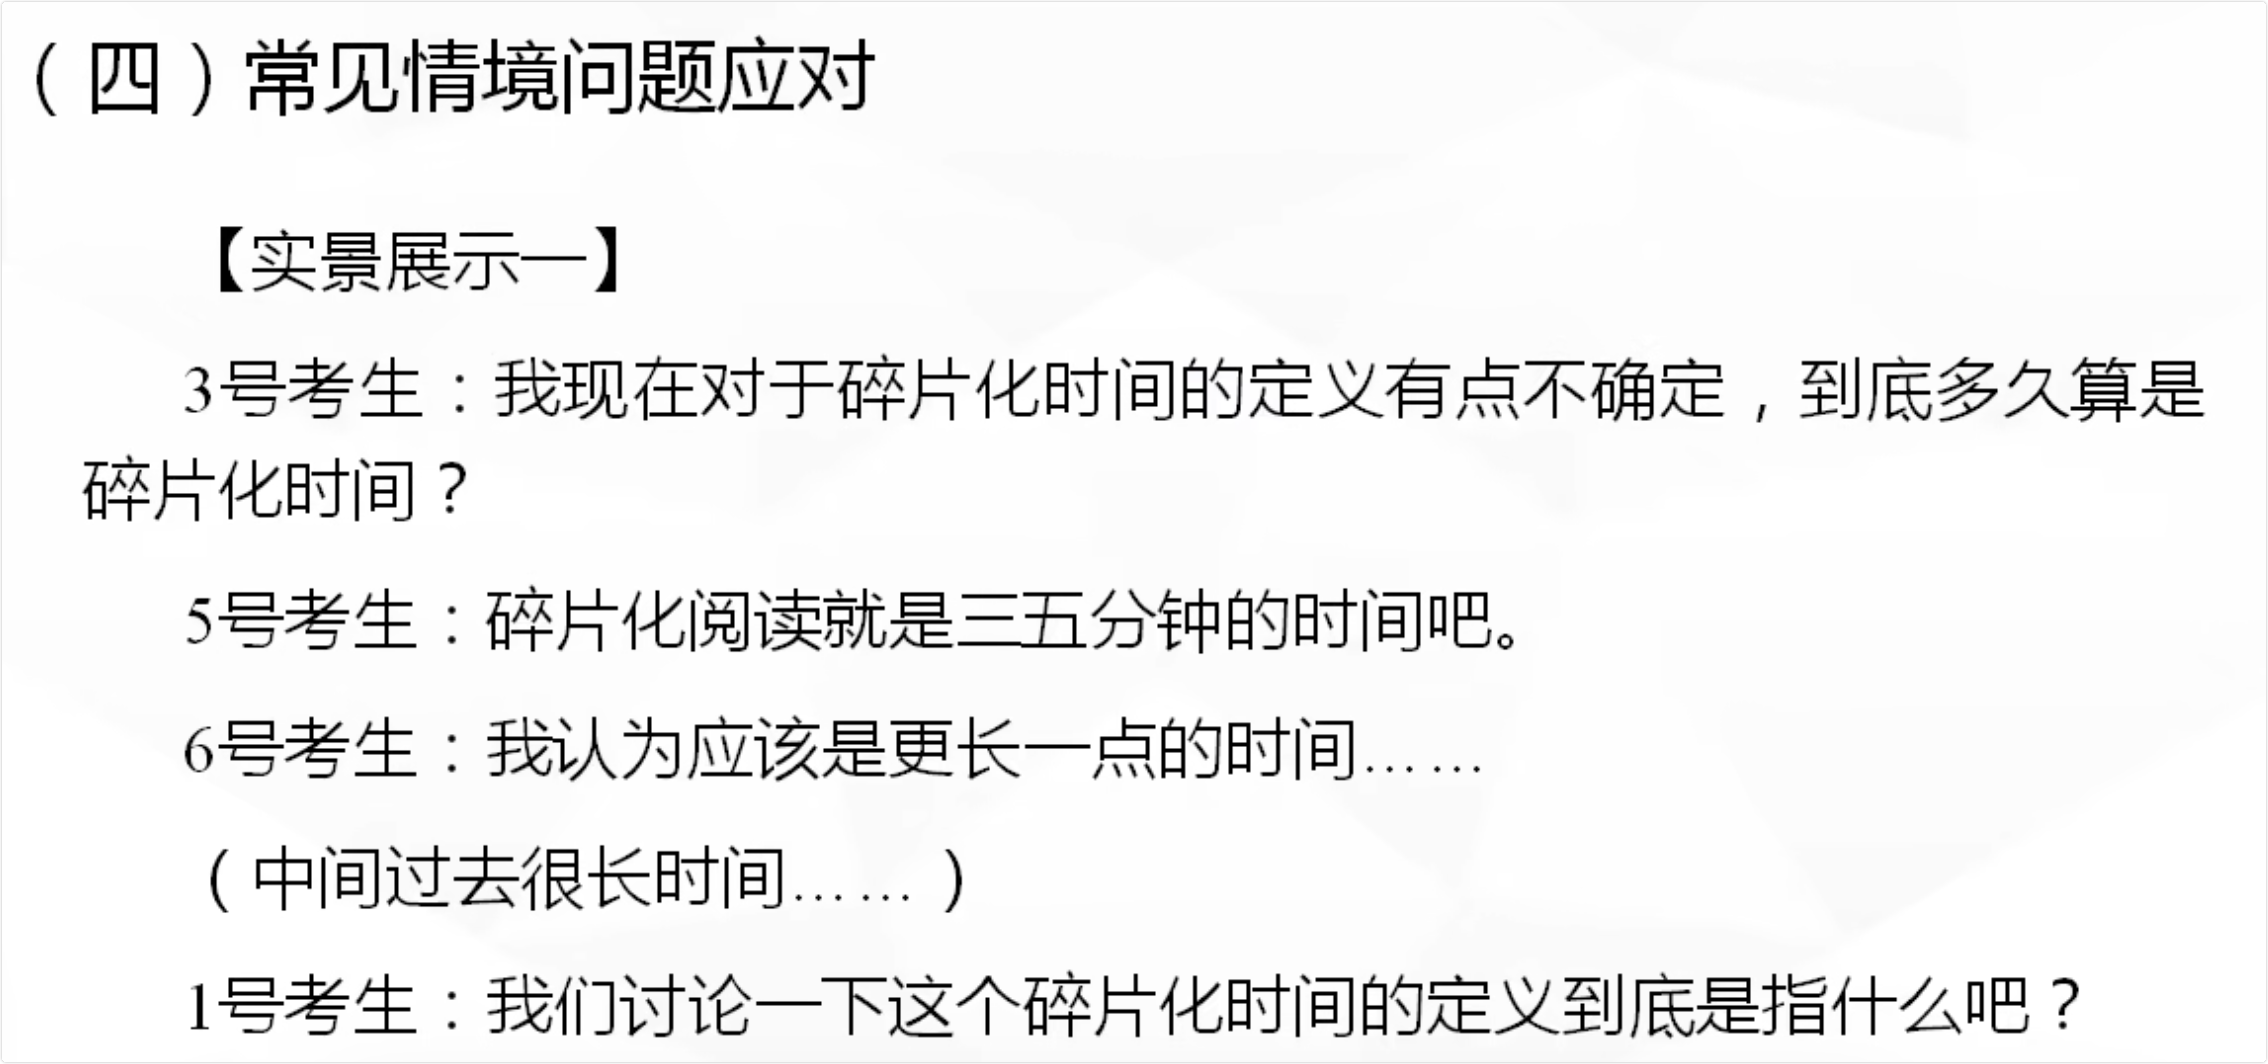 （四）常见情境问题应对
【实景展示一】
3号考生：我现在对于碎片化时间的定义有点不确定，到底多久算是
碎片化时间？
5号考生：碎片化阅读就是三五分钟的时间吧。
6号考生：我认为应该是更长一点的时间……
（中间过去很长时间……）
1号考生：我们讨论一下这个碎片化时间的定义到底是指什么吧？